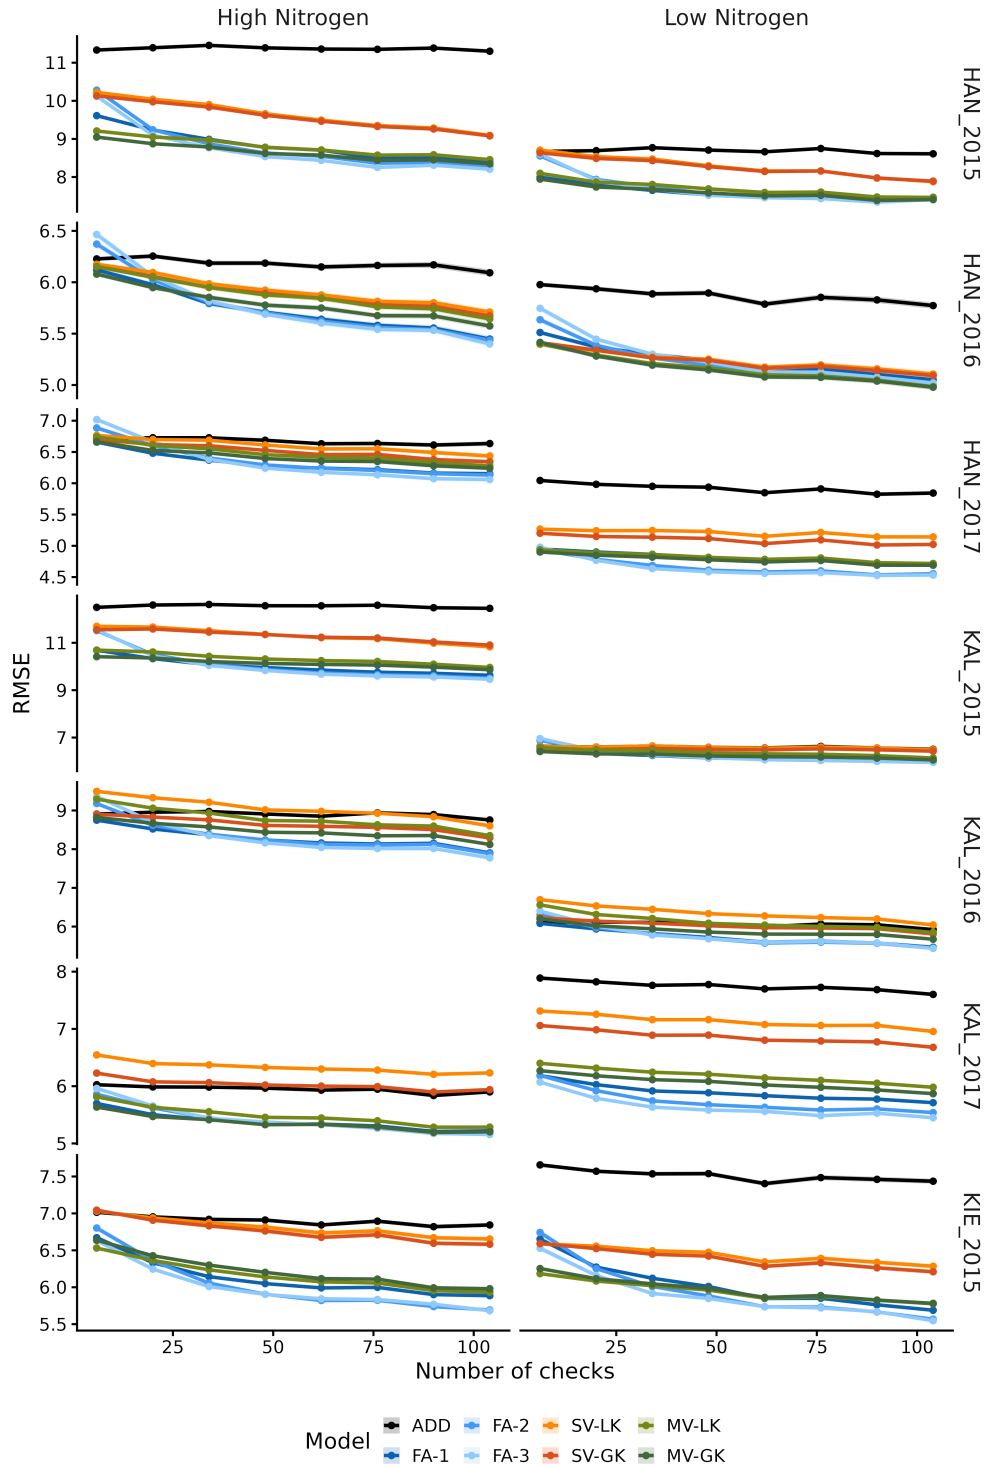 High Nitrogen Low Nitrogen
11
10
9
8
HAN_2015
6.5
6.0
5.5
5.0
HAN_2016
7.0
6.5
6.0
5.5
5.0
4.5
HAN_2017
11
9
7
KAL_2015
RMSE
9
8
7
6
KAL_2016
8
7
6
5
KAL_2017
7.5
7.0
6.5
6.0
5.5
KIE_2015
25 50 75 100 25 50 75 100
Number of checks
Model
ADD FA-2 SV-LK MV-LK
FA-1 FA-3 SV-GK MV-GK